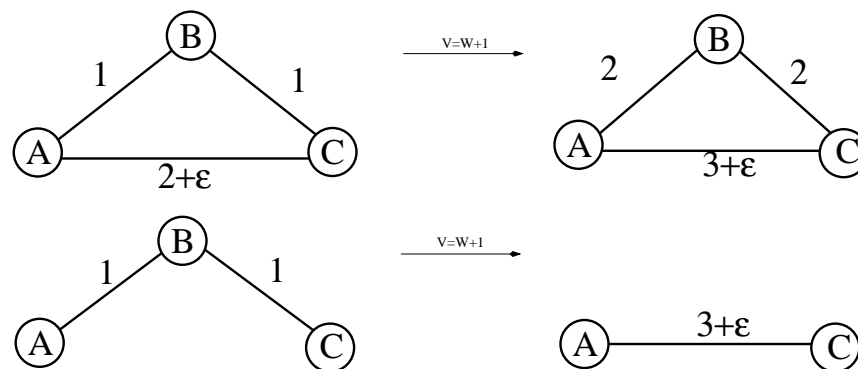 B V=W+1 B
1 1 2 2
A C A C
2+ε 3+ε
B V=W+1
1 1
A C A 3+ε C